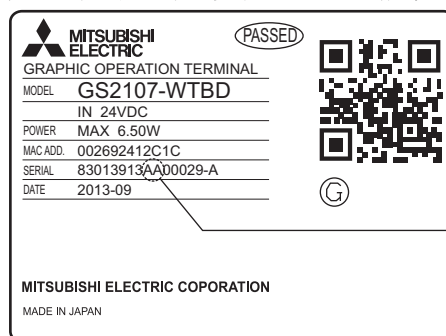 MITSUBISHI
ELECTRIC
PASSED
GRAPHIC OPERATION TERMINAL
MODEL GS2107-WTBD
IN 24VDC
POWER MAX 6.50W
MAC ADD. 002692412C1C
SERIAL 83013913AA00029-A
DATE 2013-09
G
MITSUBISHI ELECTRIC COPORATION
MADE IN JAPAN